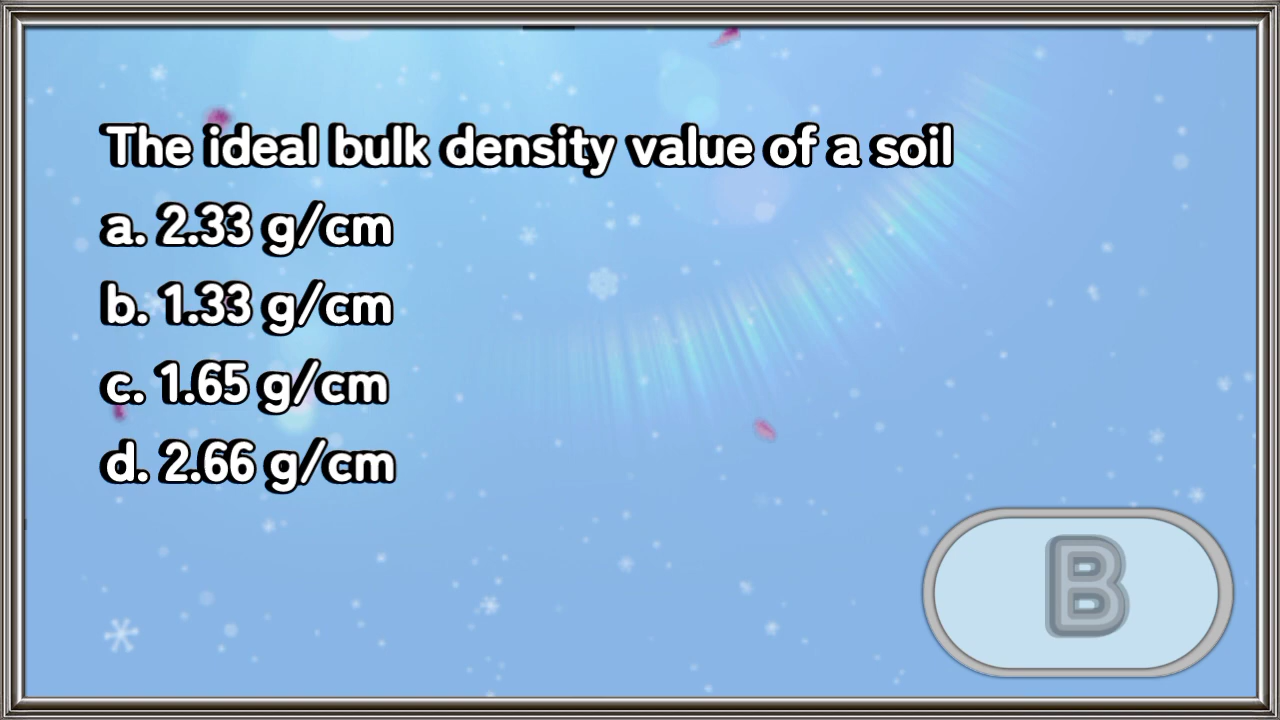 The ideal bulk density value of a soil
a. 2.33 g/cm
b. 1.33 g/cm
c. 1.65 g/cm
d. 2.66 g/cm
B